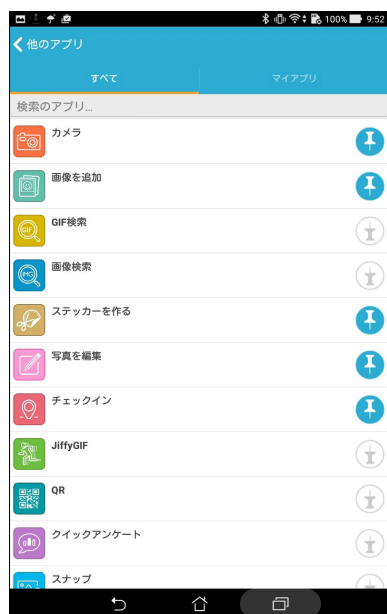 100% 9:52
他のアプリ
すべて マイアプリ
検索のアプリ...
カメラ
画像を追加
GIF GIF検索
IMG 画像検索
ステッカーを作る
写真を編集
チェックイン
JiffyGIF
QR
クイックアンケート
スナップ